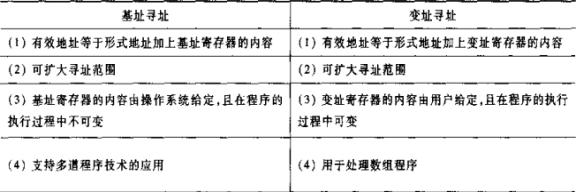 基址寻址
变址寻址
(1) 有效地址等于形式地址加上基址寄存器的内容
(1) 有效地址等于形式地址加上变址寄存器的内容
(2) 可扩大寻址范围
(2) 可扩大寻址范围
(3) 基址寄存器的内容由操作系统给定,且在程序的
执行过程中不可变
(3) 变址寄存器的内容由用户给定,且在程序的执行
过程中可变
(4) 支持多道程序技术的应用
(4) 用于处理数组程序